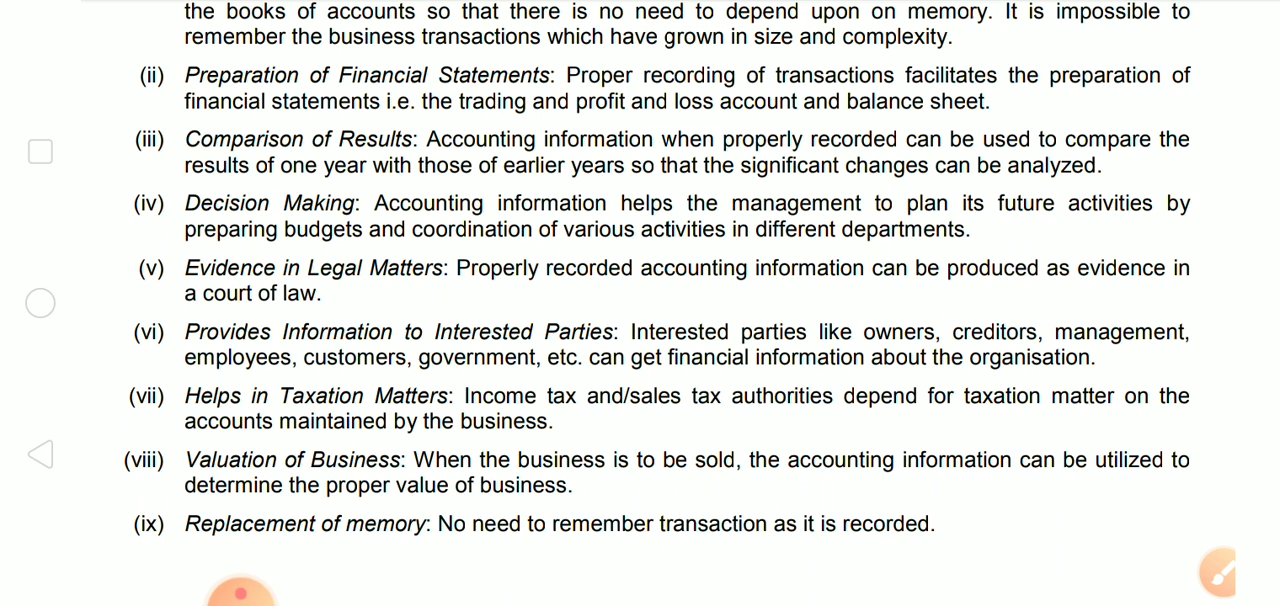 the books of accounts so that there is no need to depend upon on memory. It is impossible to
remember the business transactions which have grown in size and complexity.
(ii) Preparation of Financial Statements: Proper recording of transactions facilitates the preparation of
financial statements i.e. the trading and profit and loss account and balance sheet.
(iii) Comparison of Results: Accounting information when properly recorded can be used to compare the
results of one year with those of earlier years so that the significant changes can be analyzed.
(iv) Decision Making: Accounting information helps the management to plan its future activities by
preparing budgets and coordination of various activities in different departments.
(v) Evidence in Legal Matters: Properly recorded accounting information can be produced as evidence in
a court of law.
(vi) Provides Information to Interested Parties: Interested parties like owners, creditors, management,
employees, customers, government, etc. can get financial information about the organisation.
(vii) Helps in Taxation Matters: Income tax and/sales tax authorities depend for taxation matter on the
accounts maintained by the business.
(viii) Valuation of Business: When the business is to be sold, the accounting information can be utilized to
determine the proper value of business.
(ix) Replacement of memory: No need to remember transaction as it is recorded.